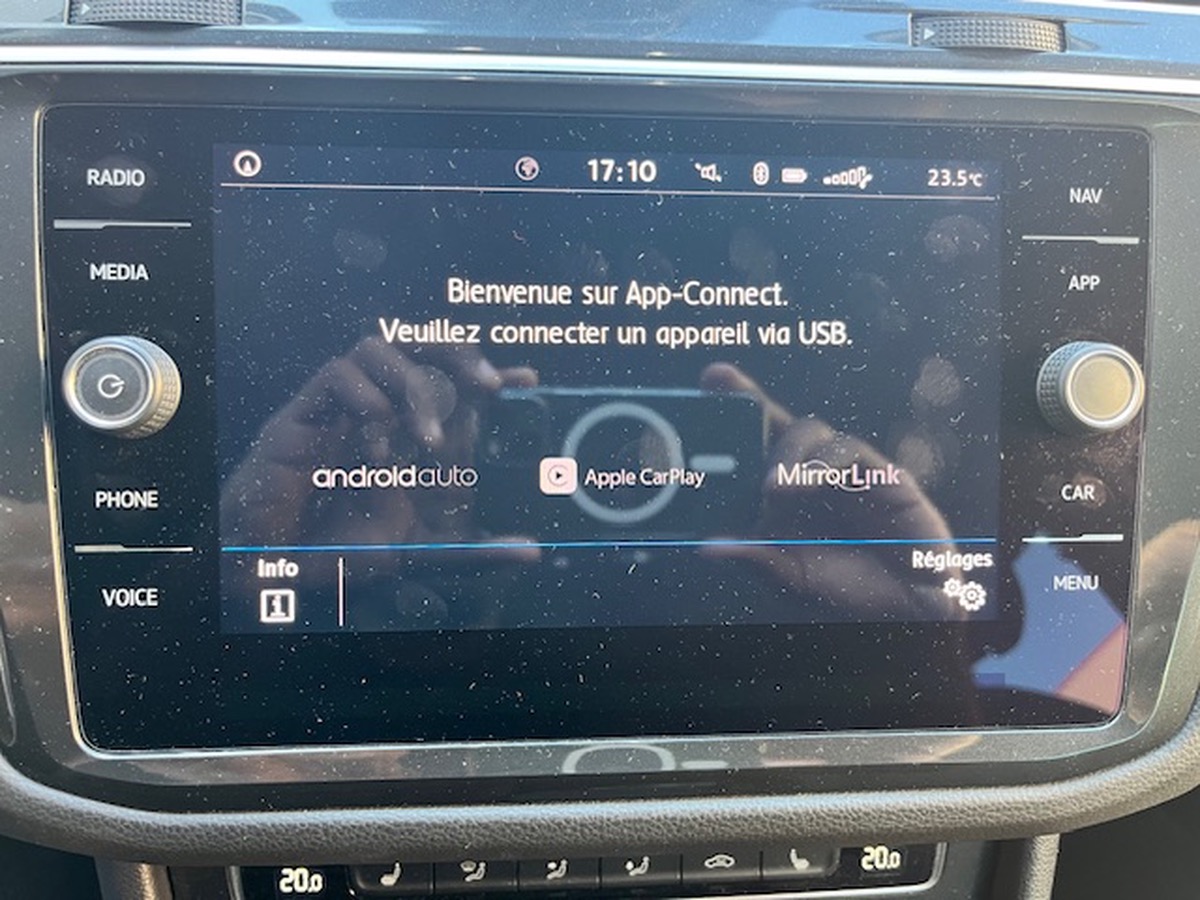 17:10
23.5°C
RADIO
NAV
MEDIA
APP
Bienvenue sur App-Connect.
Veuillez connecter un appareil via USB.
androidauto
Apple CarPlay
MirrorLink
PHONE
CAR
Info
Réglages
VOICE
MENU
20.0
20.0